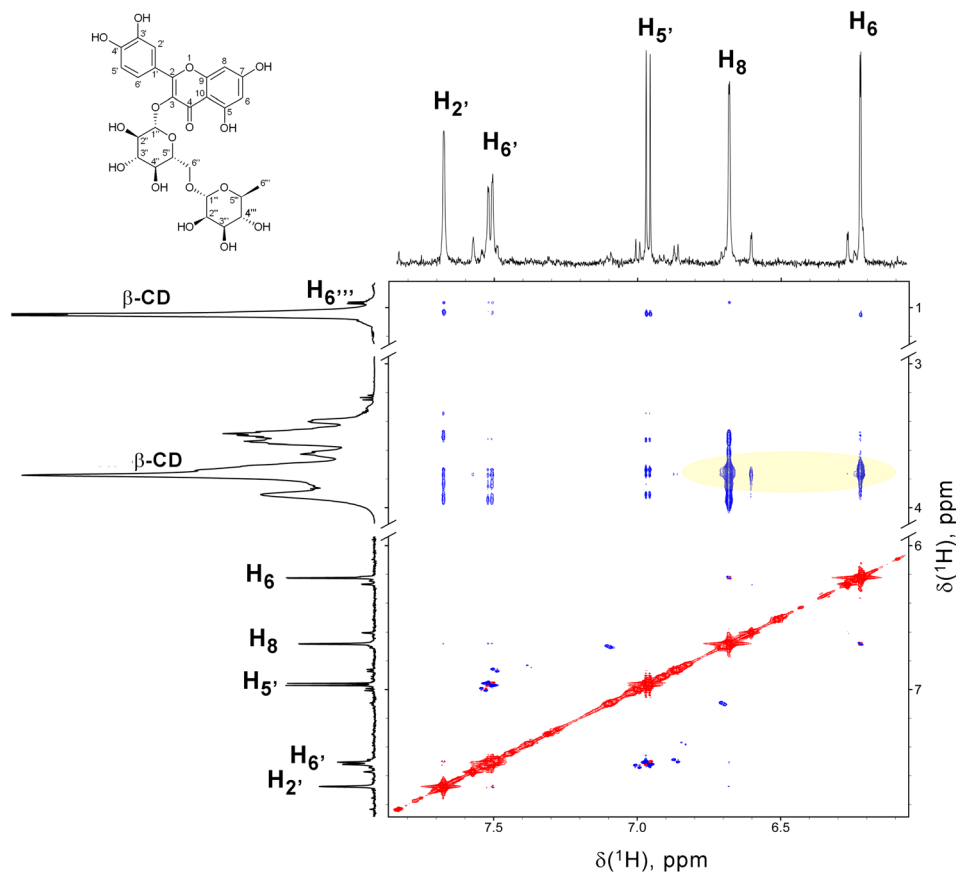 OH
HO
3'
4'
2'
5'
1'
6'
O
1
2
9
8
7
OH
3
10
4
5
6
O
O
OH
HO
1"
2"
O
HO
3"
5"
4"
6"
HO
OH
O
1'''
O
6'''
5'''
2'''
4'''
3'''
HO
OH
OH
H2'
H6'
H5'
H8
H6
β-CD
H6'''
β-CD
H6
H8
H5'
H6'
H2'
1
3
4
6
7
δ(¹H), ppm
7.5
7.0
6.5
δ(¹H), ppm